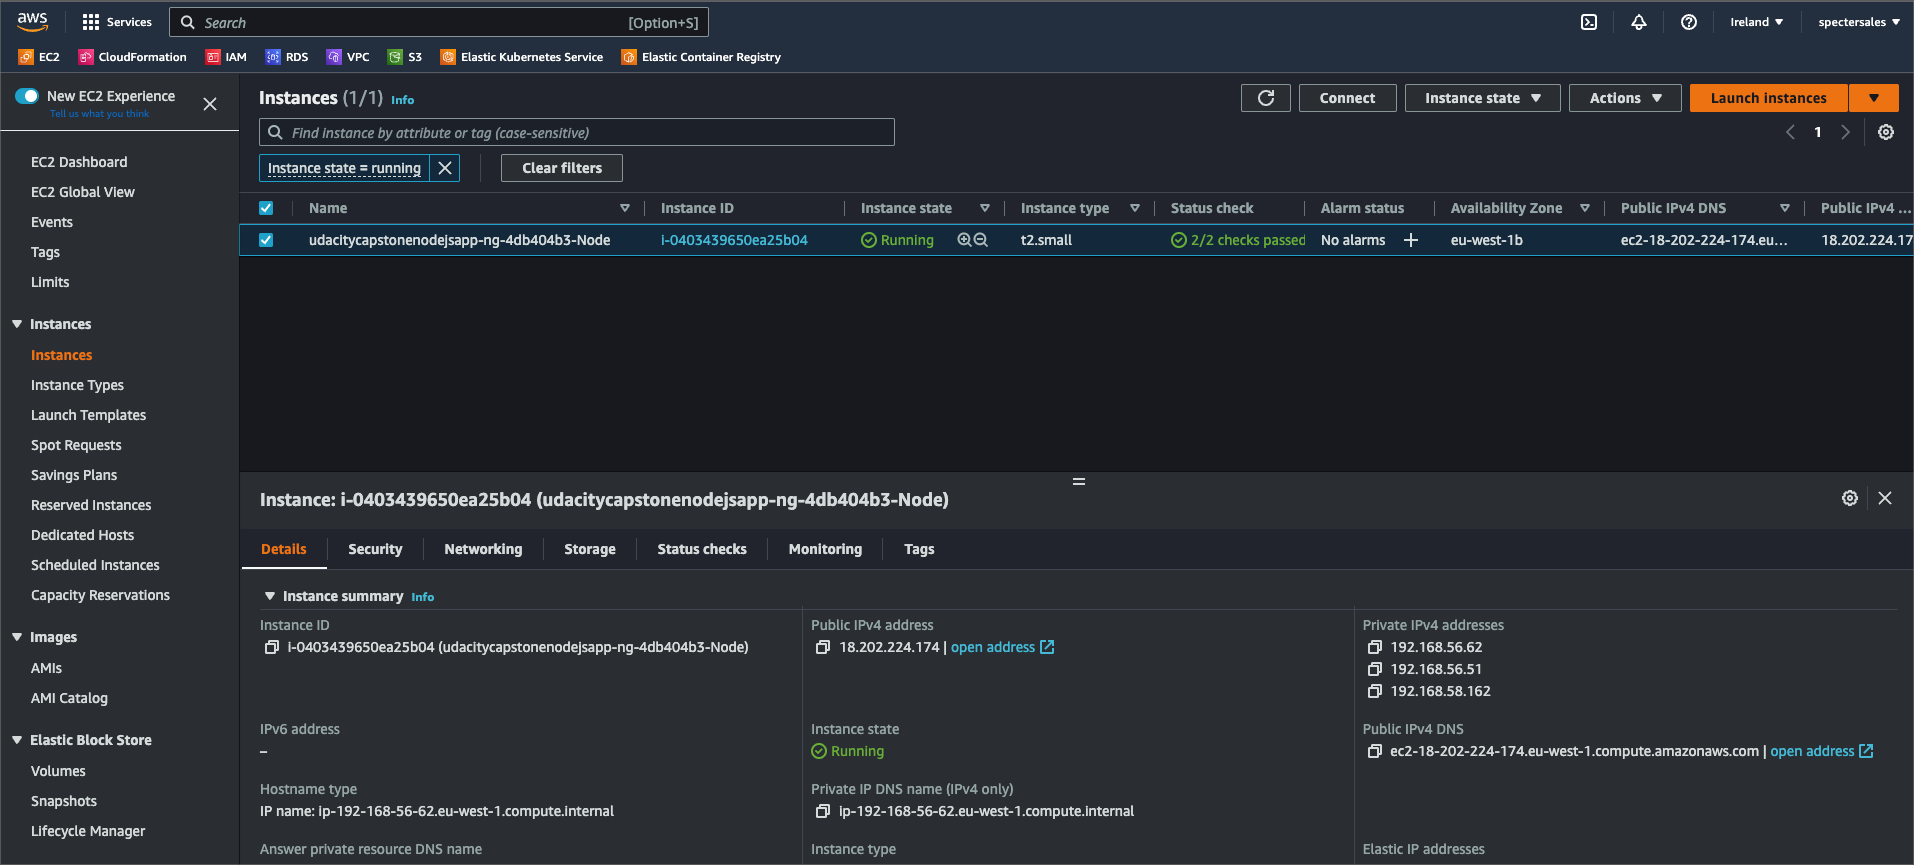 aws
Services
Search
[Option+S]
Ireland
spectersales
EC2
CloudFormation
IAM
RDS
VPC
S3
Elastic Kubernetes Service
Elastic Container Registry
New EC2 Experience
Tell us what you think
EC2 Dashboard
EC2 Global View
Events
Tags
Limits
Instances
Instances
Instance Types
Launch Templates
Spot Requests
Savings Plans
Reserved Instances
Dedicated Hosts
Scheduled Instances
Capacity Reservations
Images
AMIs
AMI Catalog
Elastic Block Store
Volumes
Snapshots
Lifecycle Manager
Instances (1/1) Info
Connect
Instance state
Actions
Launch instances
Find instance by attribute or tag (case-sensitive)
1
Instance state = running
Clear filters
Name
Instance ID
Instance state
Instance type
Status check
Alarm status
Availability Zone
Public IPv4 DNS
Public IPv4 ...
udacitycapstonenodejsapp-ng-4db404b3-Node
i-0403439650ea25b04
Running
t2.small
2/2 checks passed
No alarms
eu-west-1b
ec2-18-202-224-174.eu...
18.202.224.17
Instance: i-0403439650ea25b04 (udacitycapstonenodejsapp-ng-4db404b3-Node)
Details
Security
Networking
Storage
Status checks
Monitoring
Tags
Instance summary Info
Instance ID
i-0403439650ea25b04 (udacitycapstonenodejsapp-ng-4db404b3-Node)
Public IPv4 address
18.202.224.174 | open address
Private IPv4 addresses
192.168.56.62
192.168.56.51
192.168.58.162
IPv6 address
–
Instance state
Running
Public IPv4 DNS
ec2-18-202-224-174.eu-west-1.compute.amazonaws.com | open address
Hostname type
IP name: ip-192-168-56-62.eu-west-1.compute.internal
Private IP DNS name (IPv4 only)
ip-192-168-56-62.eu-west-1.compute.internal
Answer private resource DNS name
Instance type
Elastic IP addresses